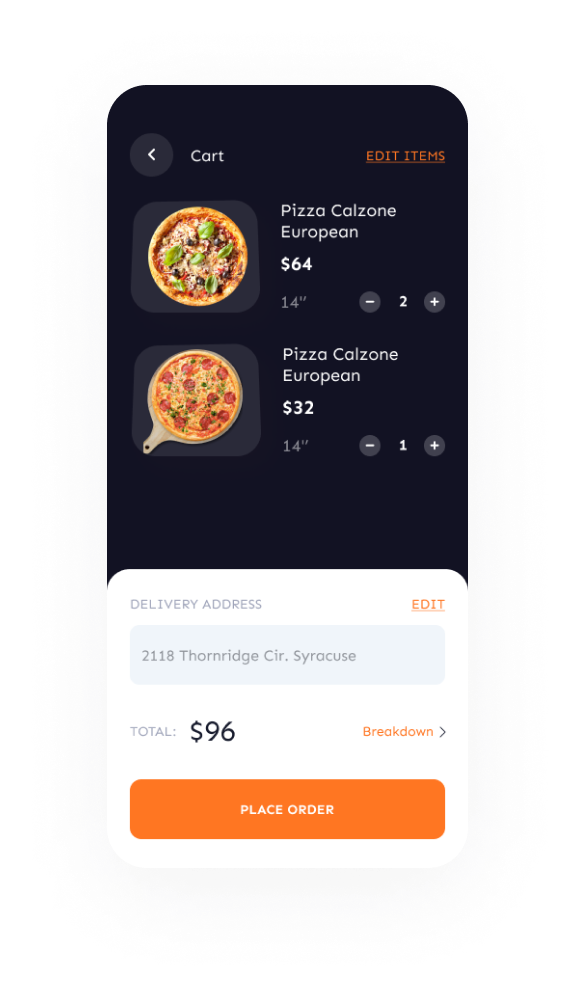 Cart
EDIT ITEMS
Pizza Calzone
European
$64
14″
2
Pizza Calzone
European
$32
14″
1
DELIVERY ADDRESS
EDIT
2118 Thornridge Cir. Syracuse
TOTAL: $96
Breakdown
PLACE ORDER